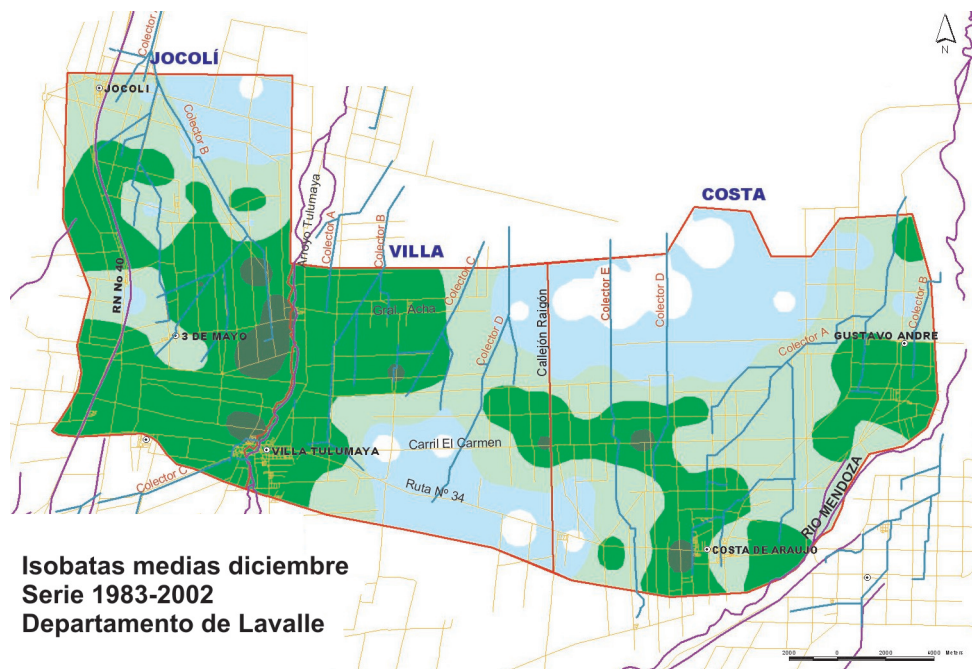 Colector A
N
JOCOLÍ
JOCOLI
Colector B
COSTA
Arroyo Tulumaya
Colector A
Colector B
VILLA
Colector C
RN No 40
Gral. Acha
Colector D
Callejón Raigón
Colector E
Colector D
Colector A
Colector B
GUSTAVO ANDRE
3 DE MAYO
Carril El Carmen
VILLA TULUMAYA
Colector C
Ruta Nº 34
RIO MENDOZA
COSTA DE ARAUJO
Isobatas medias diciembre
Serie 1983-2002
Departamento de Lavalle
2000 0 2000 4000 Meters